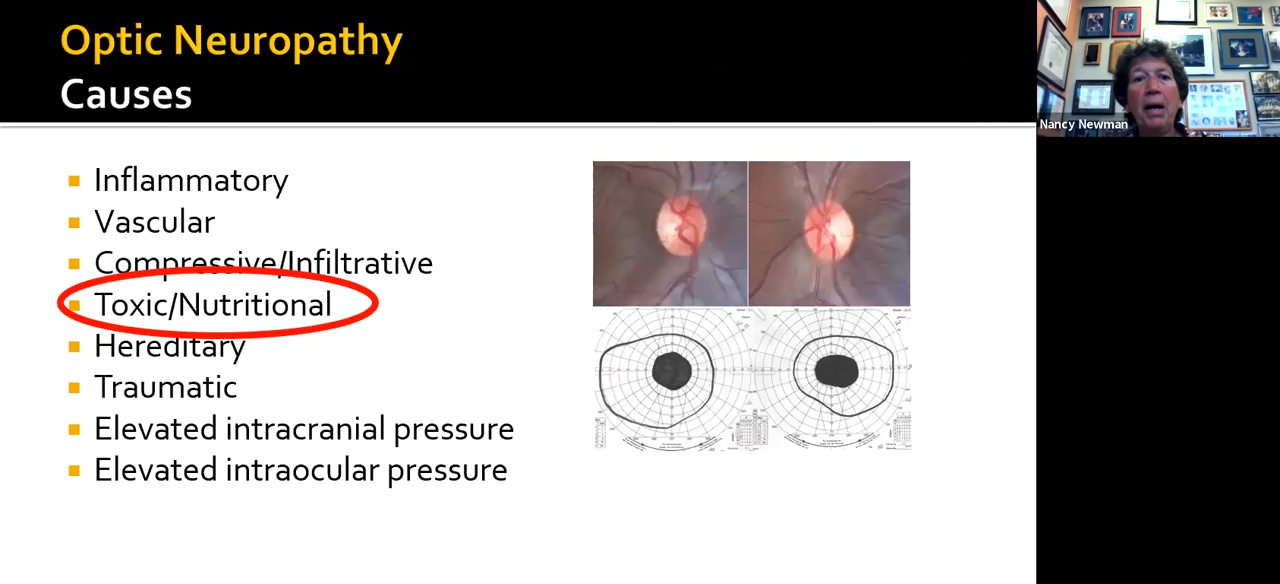 Optic Neuropathy
Causes
Nancy Newman
Inflammatory
Vascular
Compressive/Infiltrative
Toxic/Nutritional
Hereditary
Traumatic
Elevated intracranial pressure
Elevated intraocular pressure